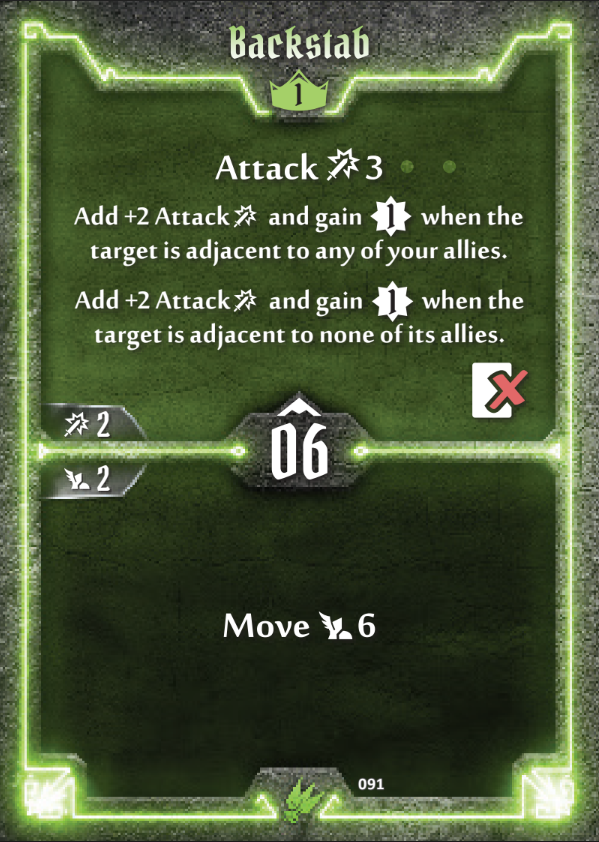 Backstab
1
Attack 3
Add +2 Attack and gain 1 when the
target is adjacent to any of your allies.
Add +2 Attack and gain 1 when the
target is adjacent to none of its allies.
2
06
2
Move 6
091